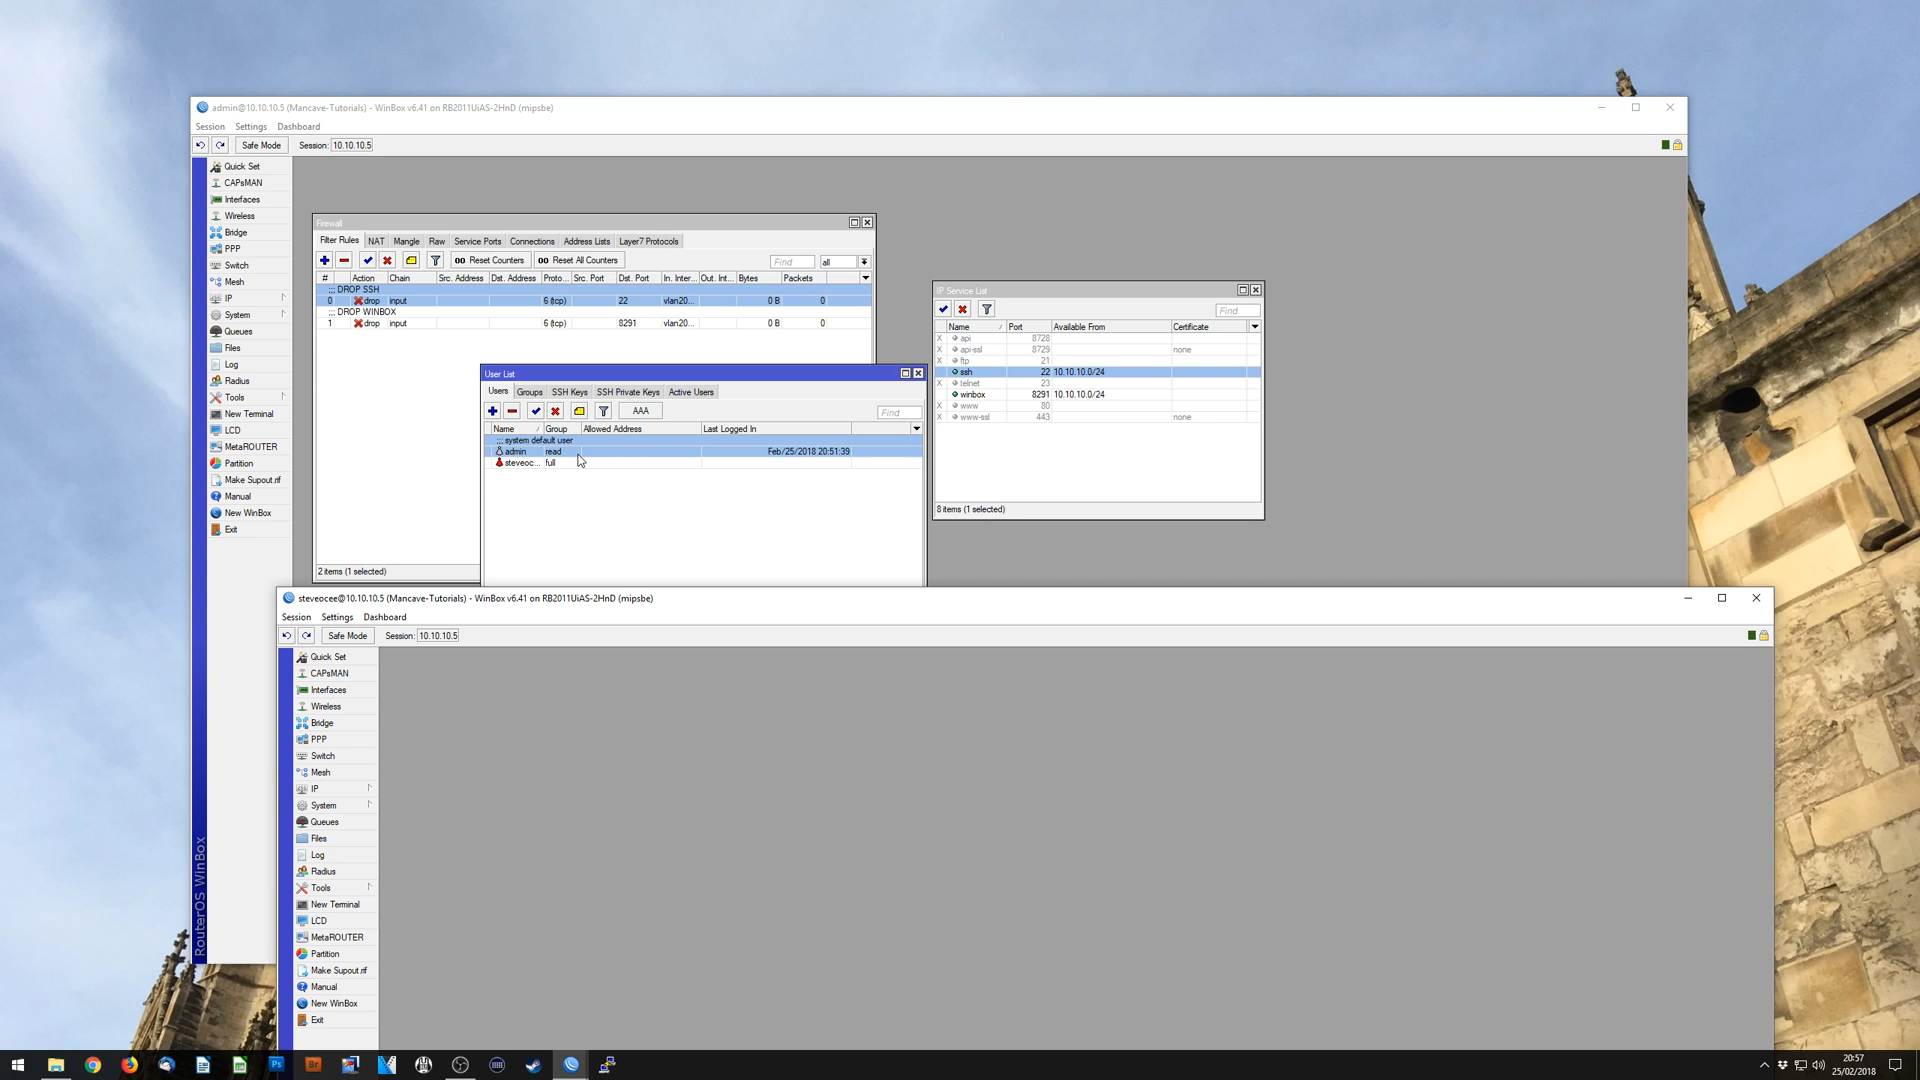 admin@10.10.10.5 (Mancave-Tutorials) - WinBox v6.41 on RB2011UiAS-2HnD (mipsbe)
Session Settings Dashboard
Safe Mode Session: 10.10.10.5
Quick Set
CAPsMAN
Interfaces
Wireless
Bridge
PPP
Switch
Mesh
IP
System
Queues
Files
Log
Radius
Tools
New Terminal
LCD
MetaROUTER
Partition
Make Supout.rif
Manual
New WinBox
Exit
RouterOS WinBox
Firewall
Filter Rules NAT Mangle Raw Service Ports Connections Address Lists Layer7 Protocols
00 Reset Counters 00 Reset All Counters Find all
# Action Chain Src. Address Dst. Address Proto... Src. Port Dst. Port In. Inter... Out. Int... Bytes Packets
::: DROP SSH
0 drop input 6 (tcp) 22 vlan20... 0 B 0
::: DROP WINBOX
1 drop input 6 (tcp) 8291 vlan20... 0 B 0
2 items (1 selected)
User List
Users Groups SSH Keys SSH Private Keys Active Users
AAA Find
Name / Group Allowed Address Last Logged In
::: system default user
admin read Feb/25/2018 20:51:39
steveoc... full
IP Service List
Find
Name / Port Available From Certificate
X api 8728
X api-ssl 8729 none
X ftp 21
ssh 22 10.10.10.0/24
X telnet 23
winbox 8291 10.10.10.0/24
X www 80
X www-ssl 443 none
8 items (1 selected)
steveocee@10.10.10.5 (Mancave-Tutorials) - WinBox v6.41 on RB2011UiAS-2HnD (mipsbe)
Session Settings Dashboard
Safe Mode Session: 10.10.10.5
Quick Set
CAPsMAN
Interfaces
Wireless
Bridge
PPP
Switch
Mesh
IP
System
Queues
Files
Log
Radius
Tools
New Terminal
LCD
MetaROUTER
Partition
Make Supout.rif
Manual
New WinBox
Exit
Ps Br
20:57
25/02/2018